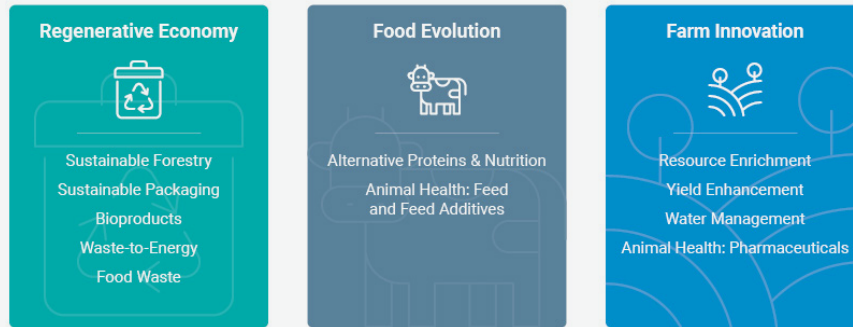 Regenerative Economy
Sustainable Forestry
Sustainable Packaging
Bioproducts
Waste-to-Energy
Food Waste
Food Evolution
Alternative Proteins & Nutrition
Animal Health: Feed
and Feed Additives
Farm Innovation
Resource Enrichment
Yield Enhancement
Water Management
Animal Health: Pharmaceuticals